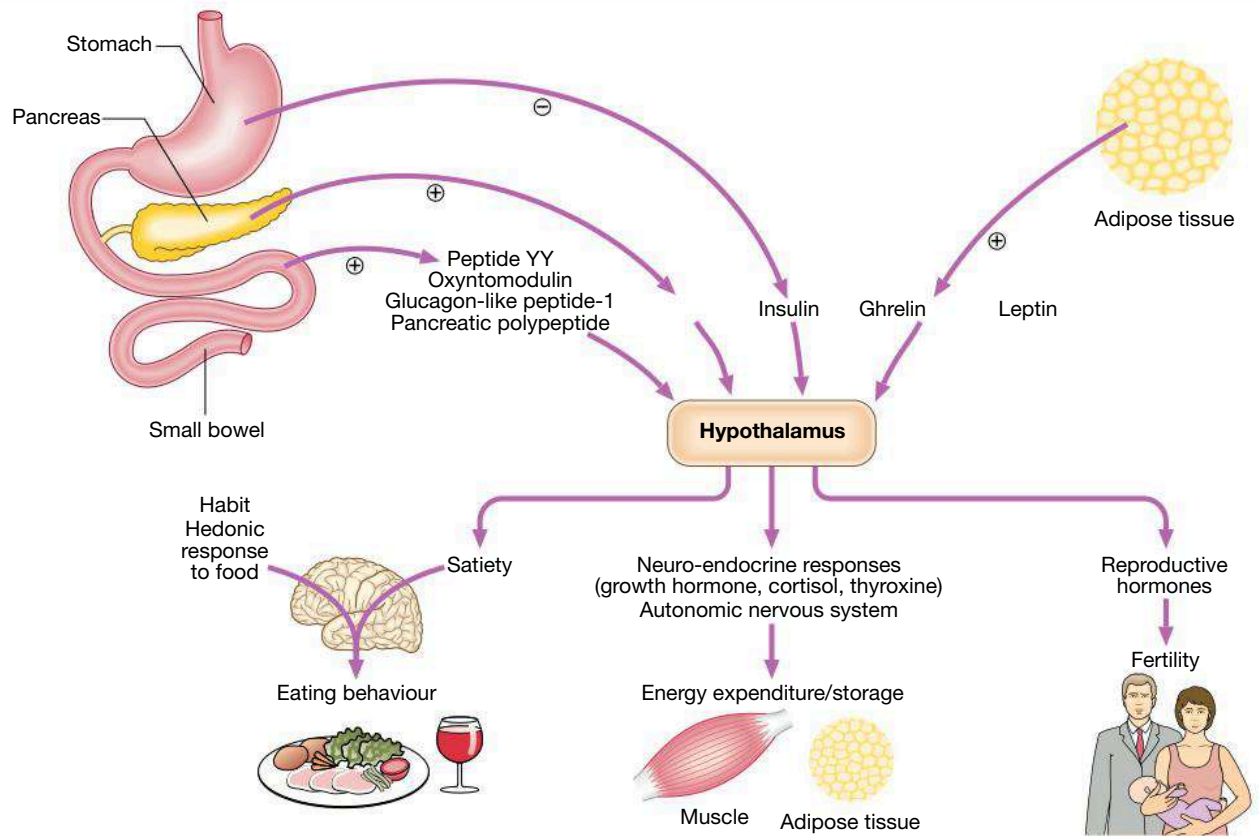 Stomach
Pancreas
−
+
+
+
Adipose tissue
Peptide YY
Oxyntomodulin
Glucagon-like peptide-1
Pancreatic polypeptide
Insulin
Ghrelin
Leptin
Small bowel
Hypothalamus
Habit
Hedonic
response
to food
Satiety
Neuro-endocrine responses
(growth hormone, cortisol, thyroxine)
Autonomic nervous system
Reproductive
hormones
Fertility
Eating behaviour
Energy expenditure/storage
Muscle
Adipose tissue